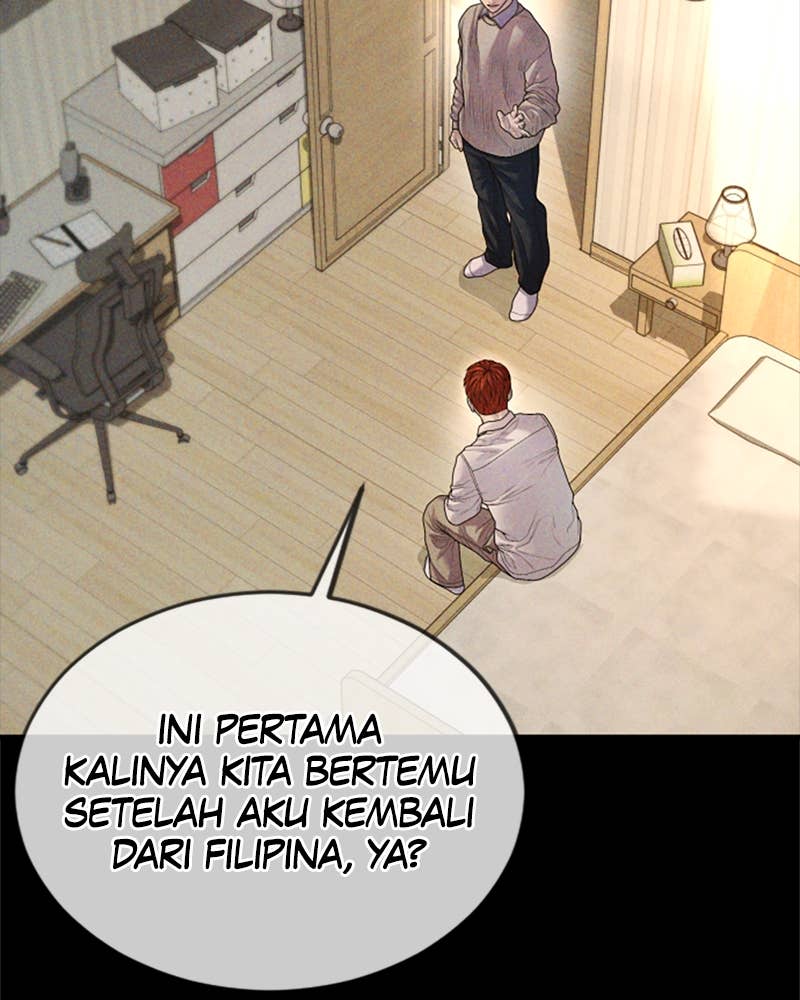 INI PERTAMA
KALINYA KITA BERTEMU
SETELAH AKU KEMBALI
DARI FILIPINA, YA?